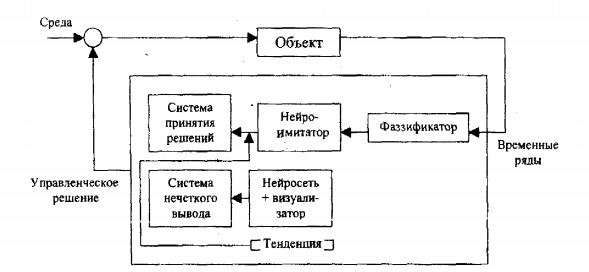 Среда
Объект
Система
принятия
решений
Нейро-
имитатор
Фаззификатор
Временные
ряды
Управленческое
решение
Система
нечеткого
вывода
Нейросеть
+ визуали-
затор
Тенденция